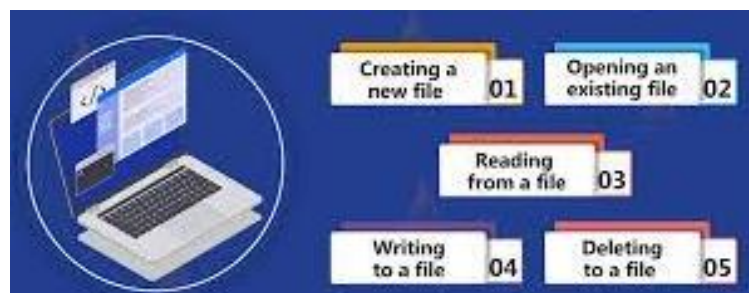 </>
Creating a
new file
01
Opening an
existing file
02
Reading
from a file
03
Writing
to a file
04
Deleting
to a file
05